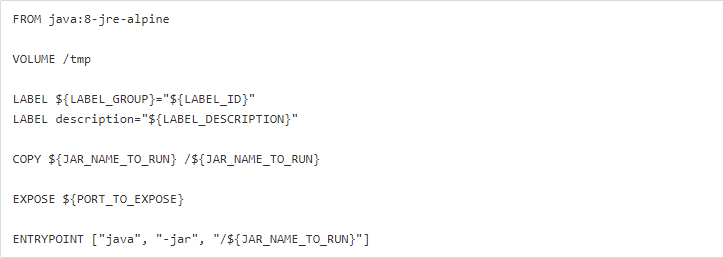 FROM java:8-jre-alpine
VOLUME /tmp
LABEL ${LABEL_GROUP}="${LABEL_ID}"
LABEL description="${LABEL_DESCRIPTION}"
COPY ${JAR_NAME_TO_RUN} /${JAR_NAME_TO_RUN}
EXPOSE ${PORT_TO_EXPOSE}
ENTRYPOINT ["java", "-jar", "/${JAR_NAME_TO_RUN}"]